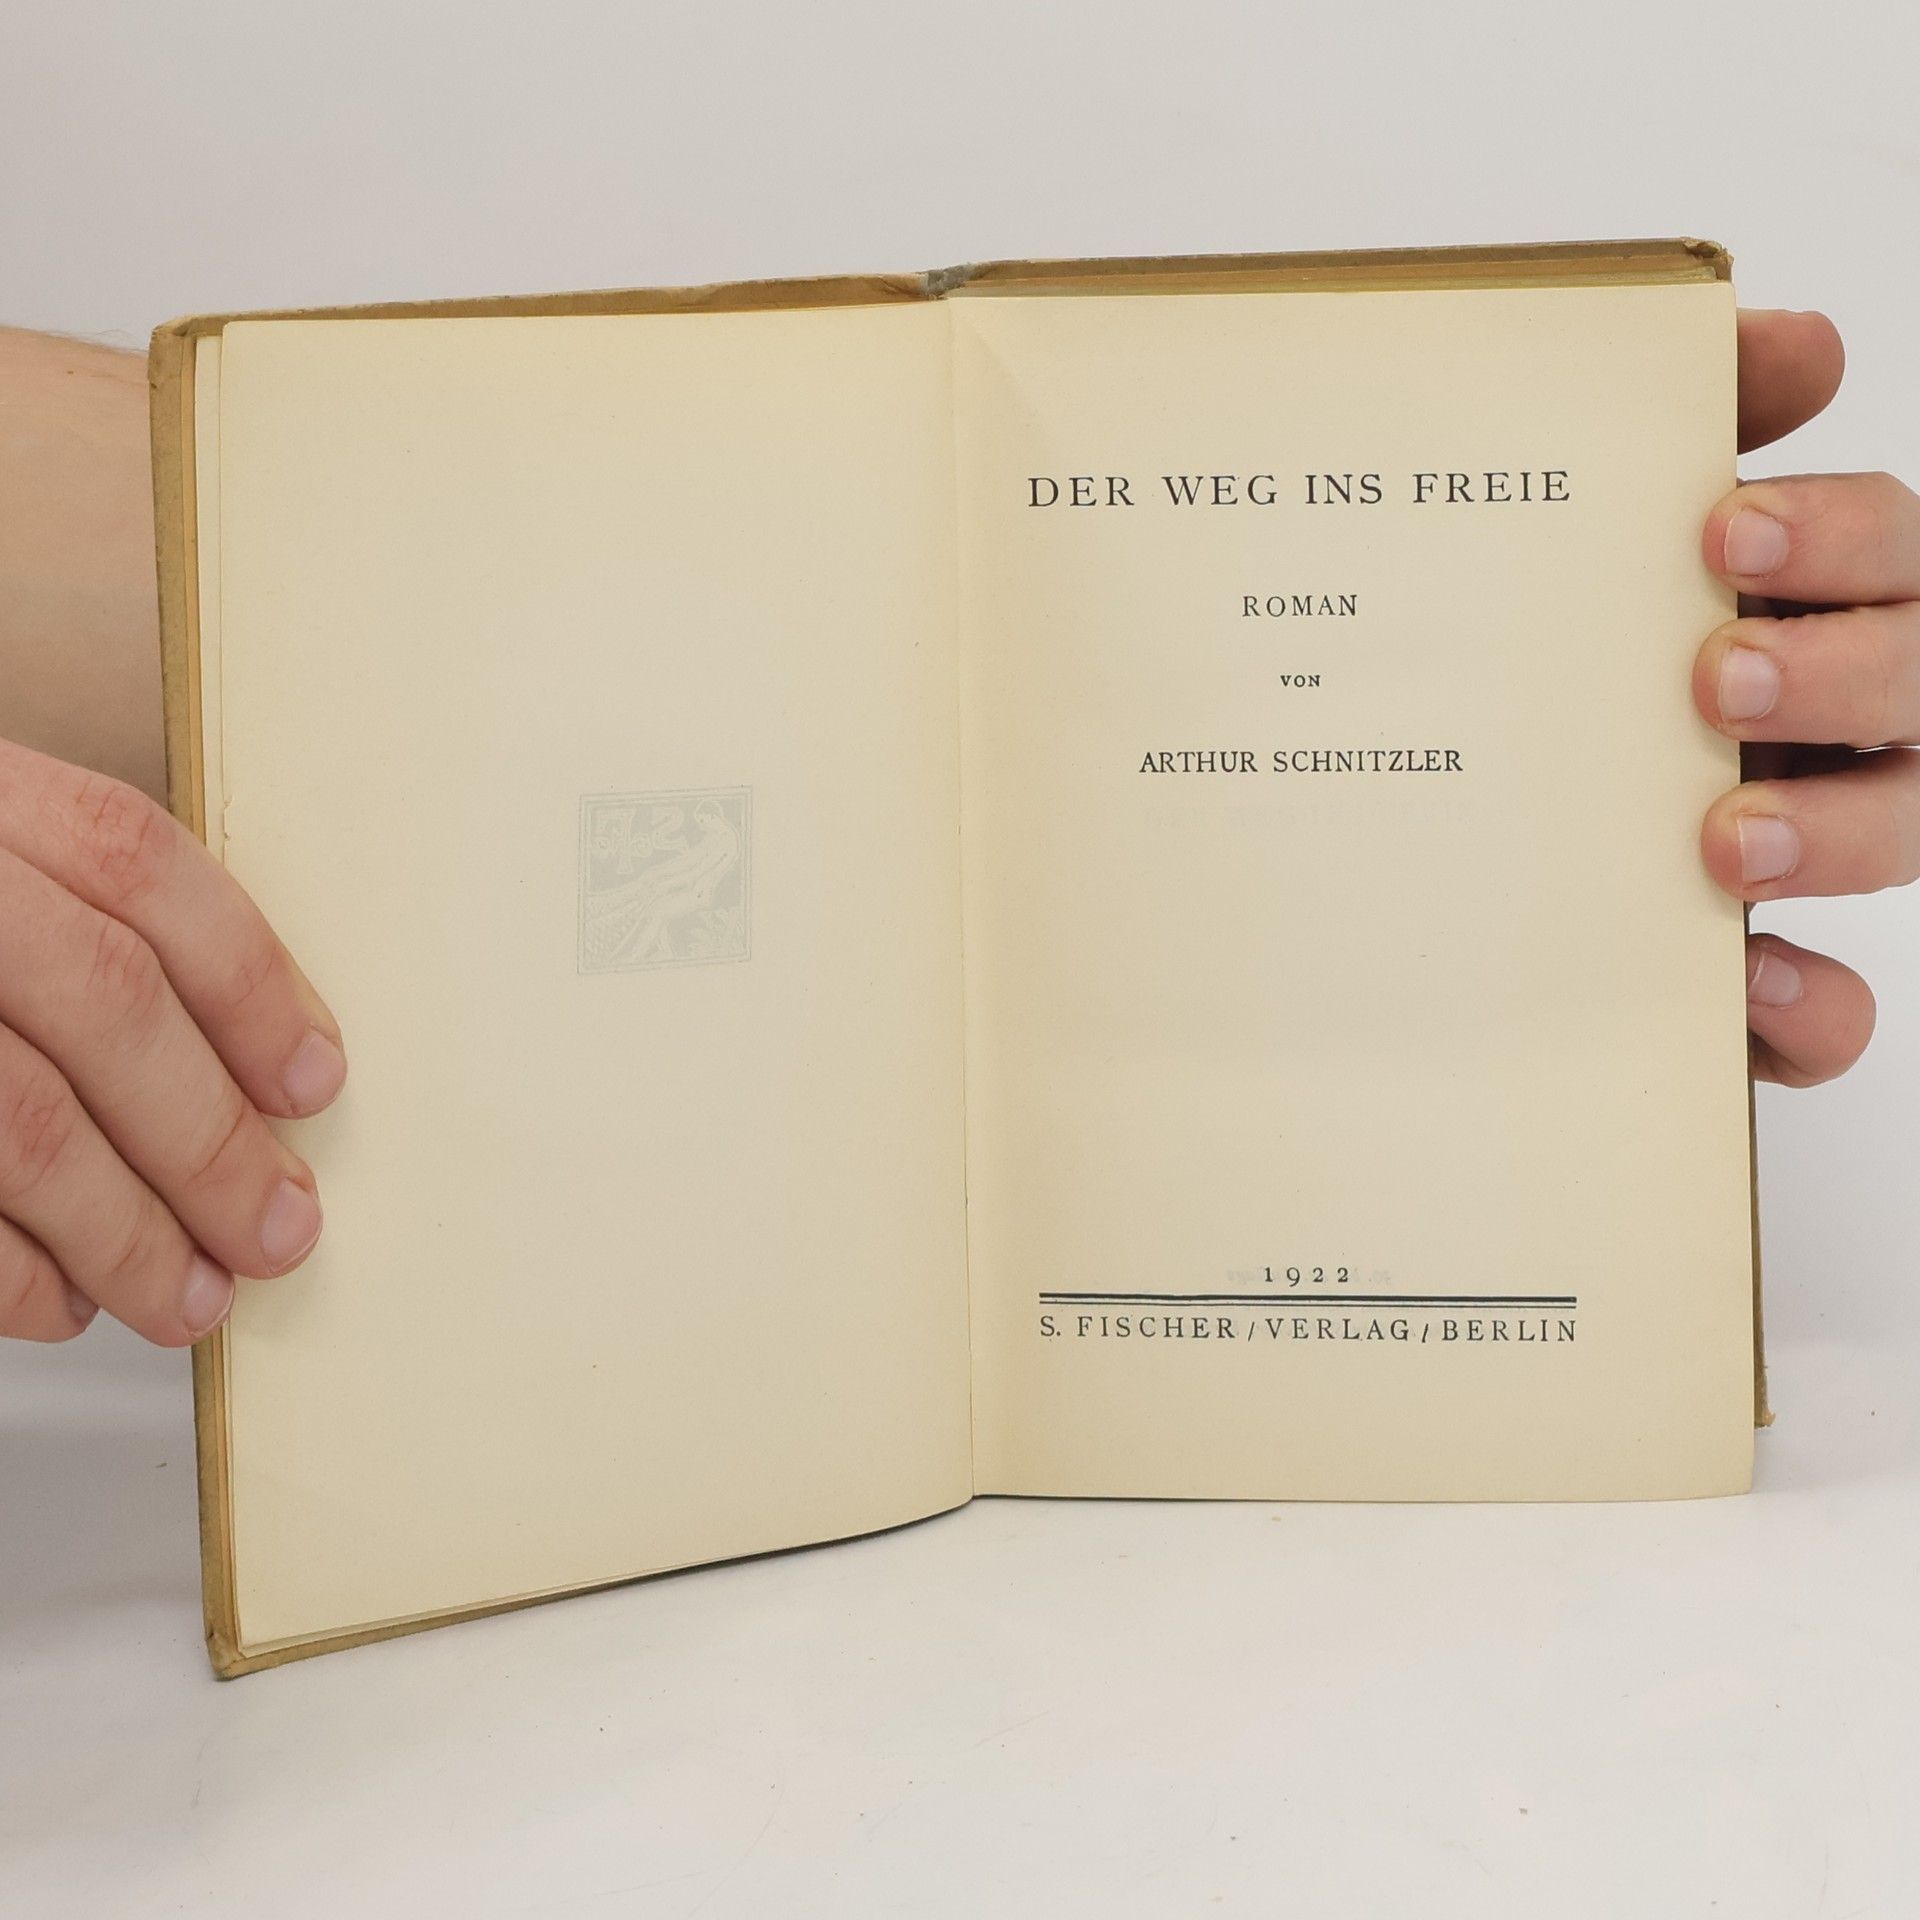 DER WEG INS FREIE
ROMAN
VON
ARTHUR SCHNITZLER
1922
S. FISCHER / VERLAG / BERLIN